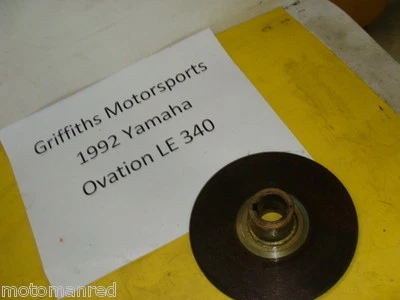 Griffiths Motorsports
1992 Yamaha
Ovation LE 340
motomanred